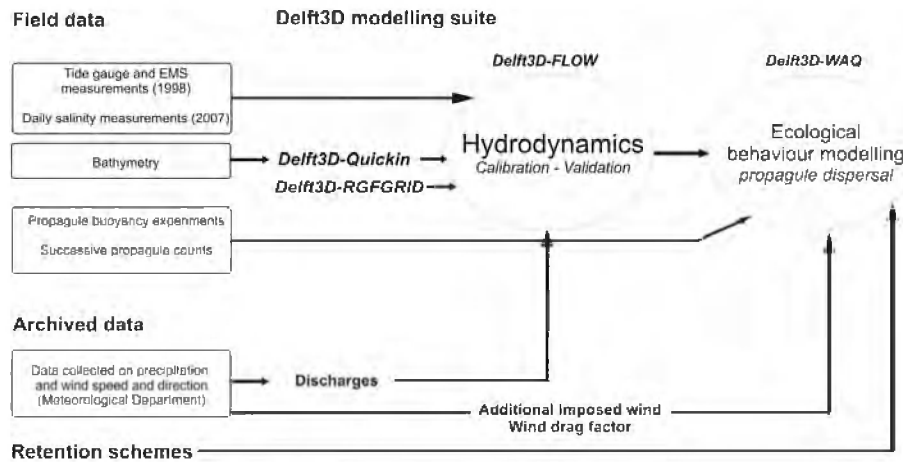 Field data
Delft3D modelling suite
Delft3D-FLOW
Delft3D-WAQ
Tide gauge and EMS
measurements (1998)
Daily salinity measurements (2007)
Hydrodynamics
Calibration - Validation
Ecological
behaviour modelling
propagule dispersal
Bathymetry
Delft3D-Quickin
Delft3D-RGFGRID
Propagule buoyancy experiments
Successive propagule counts
Archived data
Data collected on precipitation
and wind speed and direction
(Meteorological Department)
Discharges
Additional Imposed wind
Wind drag factor
Retention schemes